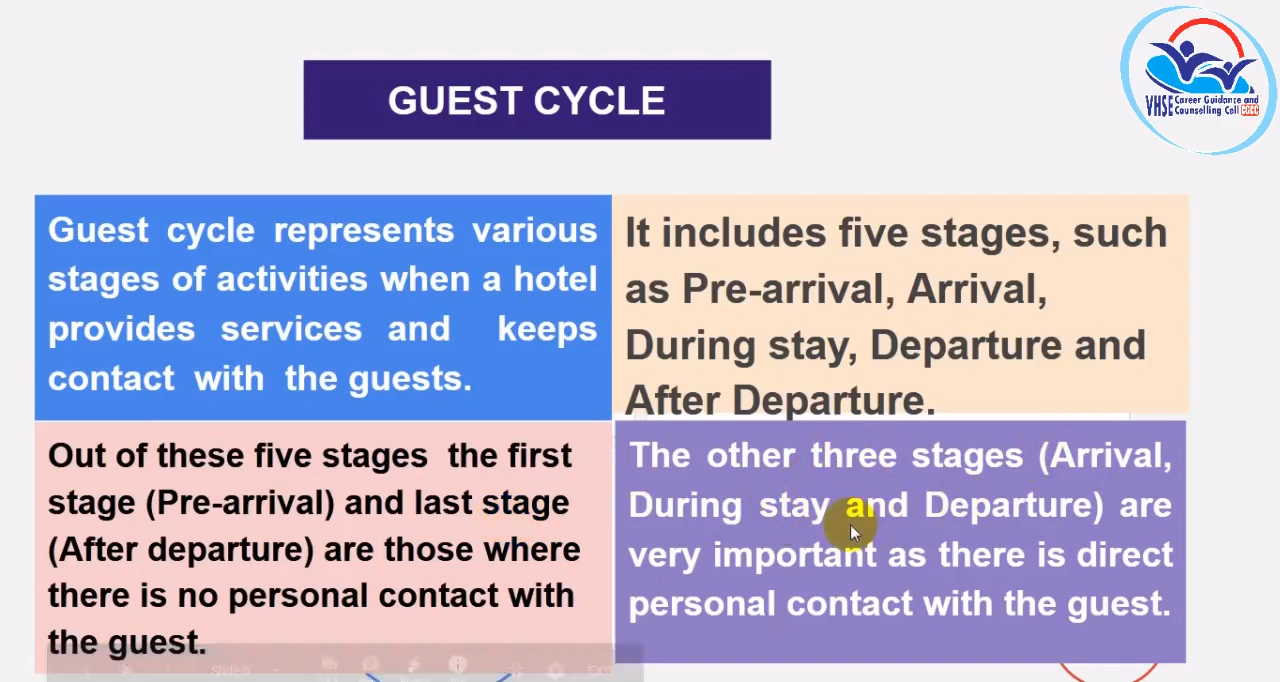 GUEST CYCLE
VHSE Career Guidance and
Counselling Cell CGCC
Guest cycle represents various
stages of activities when a hotel
provides services and keeps
contact with the guests.
It includes five stages, such
as Pre-arrival, Arrival,
During stay, Departure and
After Departure.
Out of these five stages the first
stage (Pre-arrival) and last stage
(After departure) are those where
there is no personal contact with
the guest.
The other three stages (Arrival,
During stay and Departure) are
very important as there is direct
personal contact with the guest.